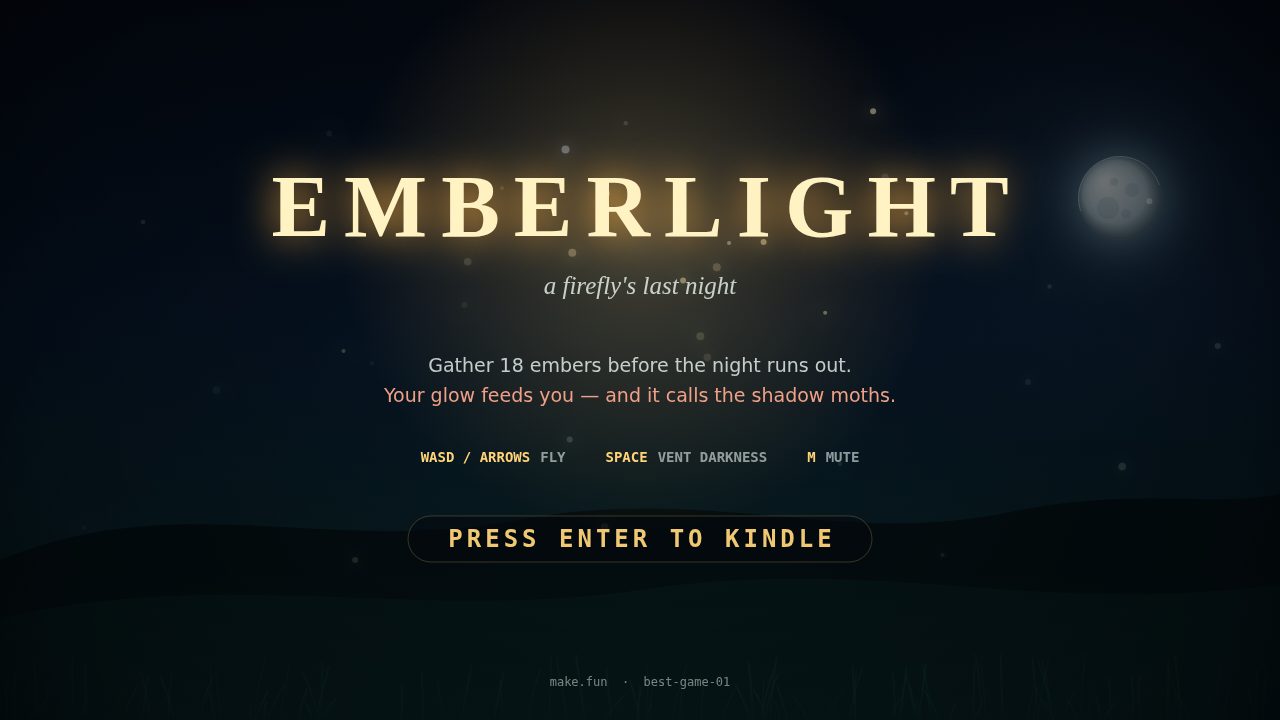 EMBERLIGHT
a firefly's last night
Gather 18 embers before the night runs out.
Your glow feeds you — and it calls the shadow moths.
WASD / ARROWS FLY SPACE VENT DARKNESS M MUTE
PRESS ENTER TO KINDLE
make.fun · best-game-01